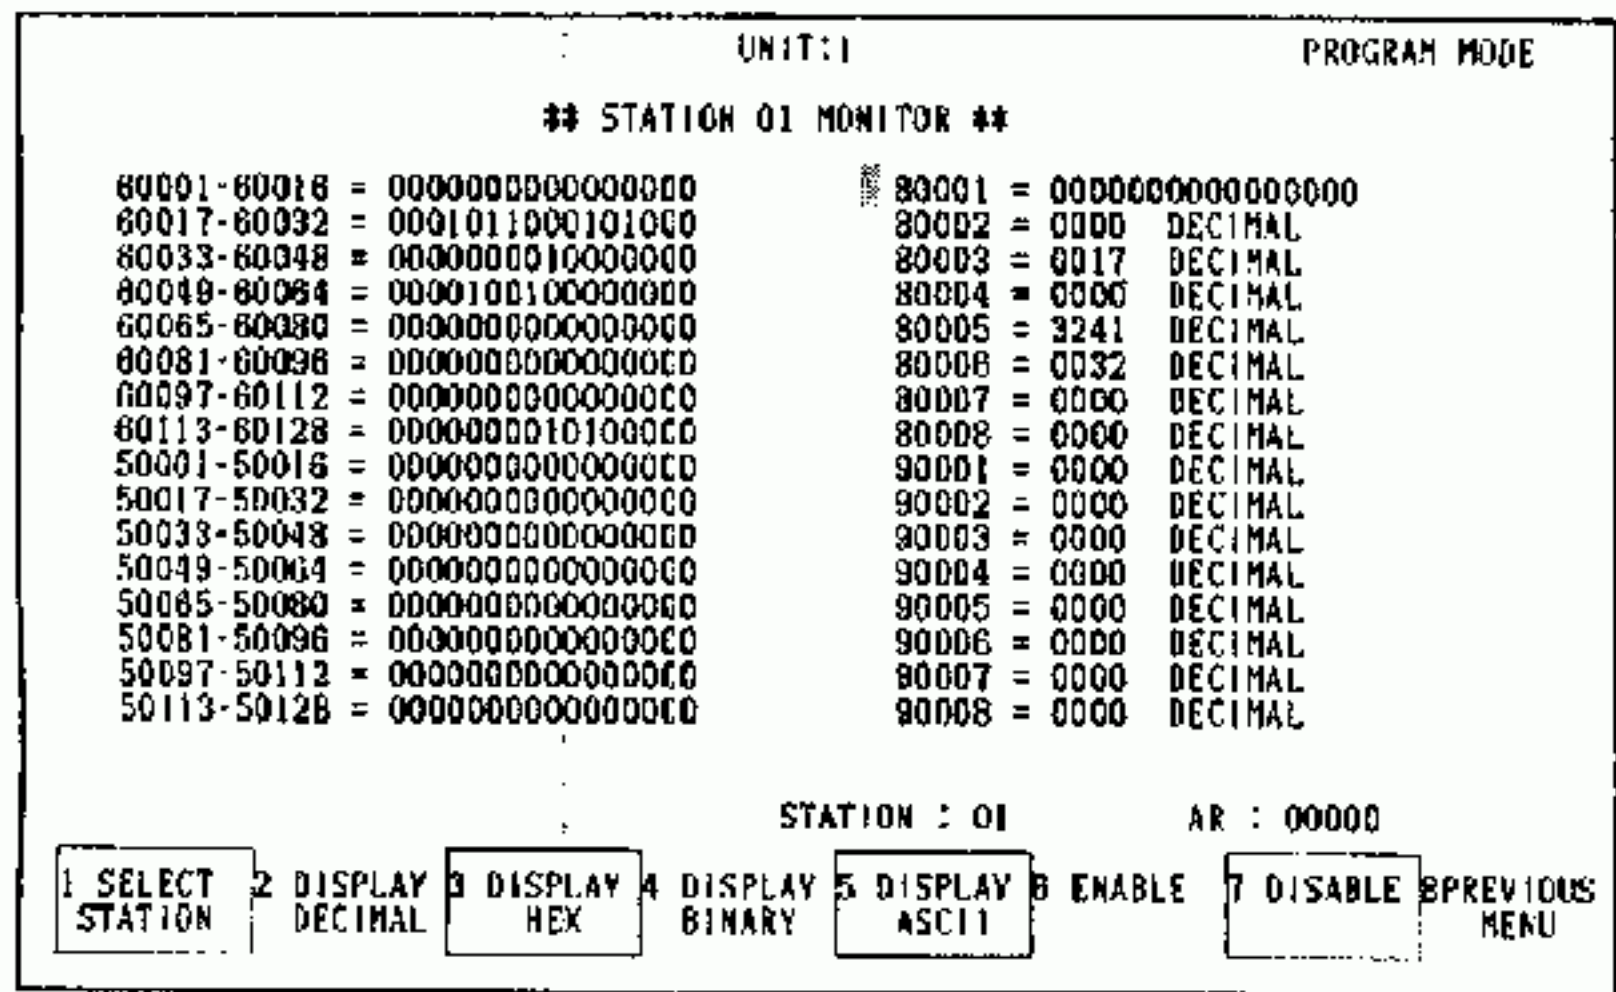 UNIT:1 PROGRAM MODE
## STATION 01 MONITOR ##
60001-60016 = 0000000000000000 80001 = 0000000000000000
60017-60032 = 0001011000101000 80002 = 0000 DECIMAL
60033-60048 = 0000000010000000 80003 = 0017 DECIMAL
60049-60064 = 0000100100000000 80004 = 0000 DECIMAL
60065-60080 = 0000000000000000 80005 = 3241 DECIMAL
60081-60096 = 0000000000000000 80006 = 0032 DECIMAL
60097-60112 = 0000000000000000 80007 = 0000 DECIMAL
60113-60128 = 0000000010100000 80008 = 0000 DECIMAL
50001-50016 = 0000000000000000 90001 = 0000 DECIMAL
50017-50032 = 0000000000000000 90002 = 0000 DECIMAL
50033-50048 = 0000000000000000 90003 = 0000 DECIMAL
50049-50064 = 0000000000000000 90004 = 0000 DECIMAL
50065-50080 = 0000000000000000 90005 = 0000 DECIMAL
50081-50096 = 0000000000000000 90006 = 0000 DECIMAL
50097-50112 = 0000000000000000 90007 = 0000 DECIMAL
50113-50128 = 0000000000000000 90008 = 0000 DECIMAL
STATION : 01 AR : 00000
1 SELECT 2 DISPLAY 3 DISPLAY 4 DISPLAY 5 DISPLAY 6 ENABLE 7 DISABLE 8PREVIOUS
STATION DECIMAL HEX BINARY ASCII MENU